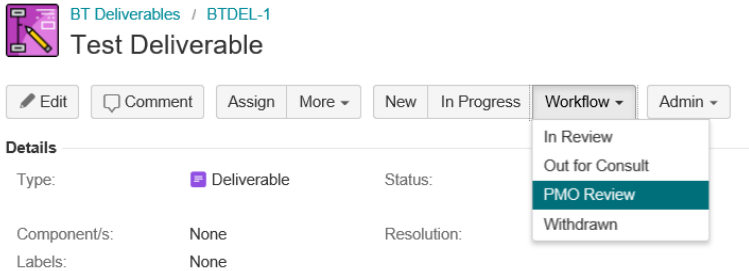 BT Deliverables / BTDEL-1
Test Deliverable
Edit Comment Assign More New In Progress Workflow Admin
In Review
Out for Consult
PMO Review
Withdrawn
Details
Type: Deliverable Status:
Component/s: None Resolution:
Labels: None